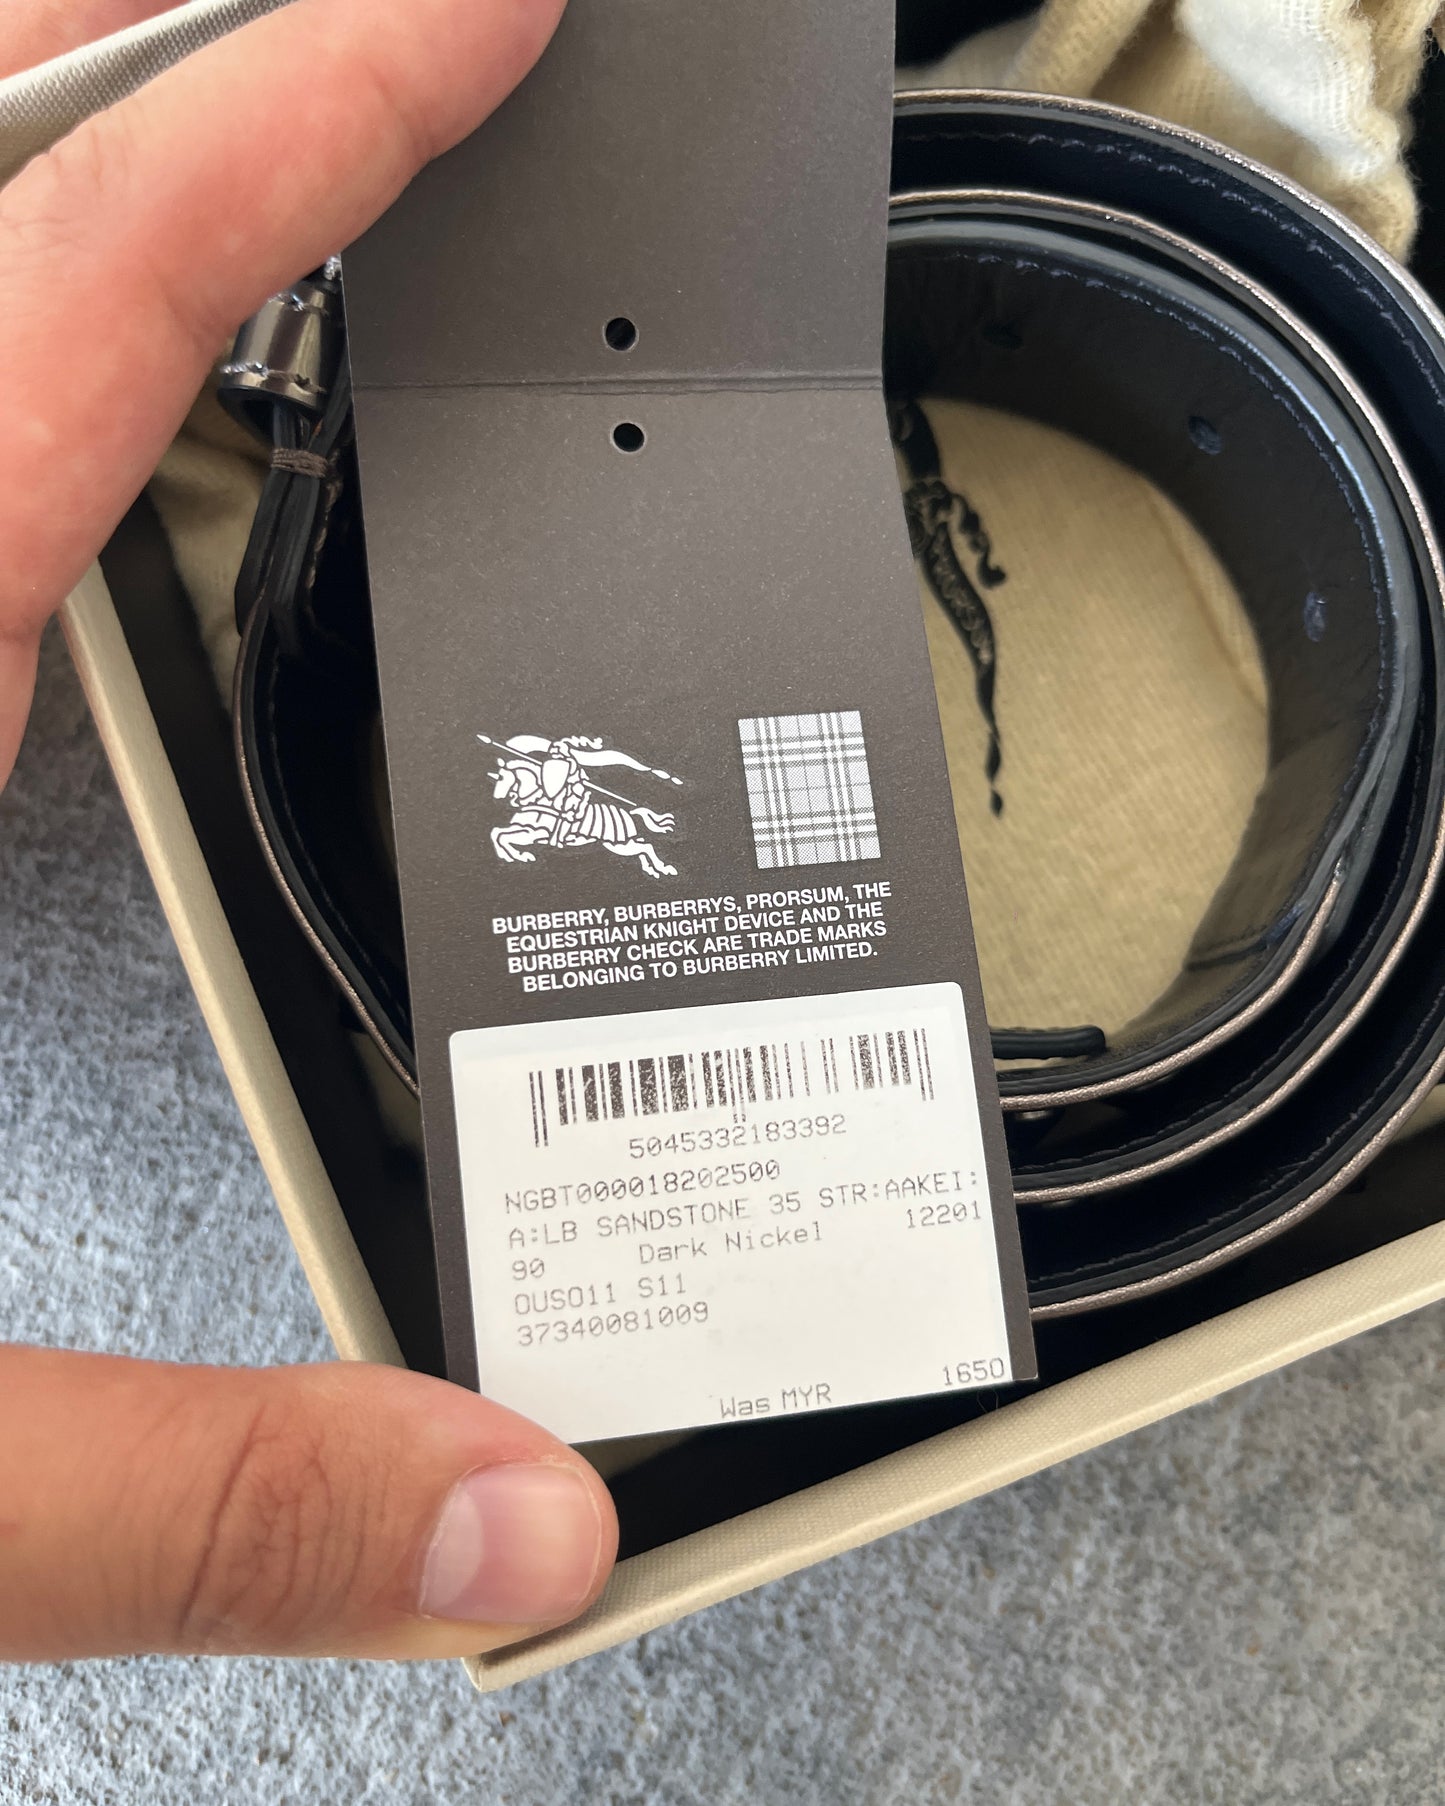 BURBERRY, BURBERRYS, PRORSUM, THE
EQUESTRIAN KNIGHT DEVICE AND THE
BURBERRY CHECK ARE TRADE MARKS
BELONGING TO BURBERRY LIMITED.
5045332183392
NGBT000018202500
A:LB SANDSTONE 35 STR:AAKEI:
90 Dark Nickel 12201
OUSO11 S11
37340081009
Was MYR 1650